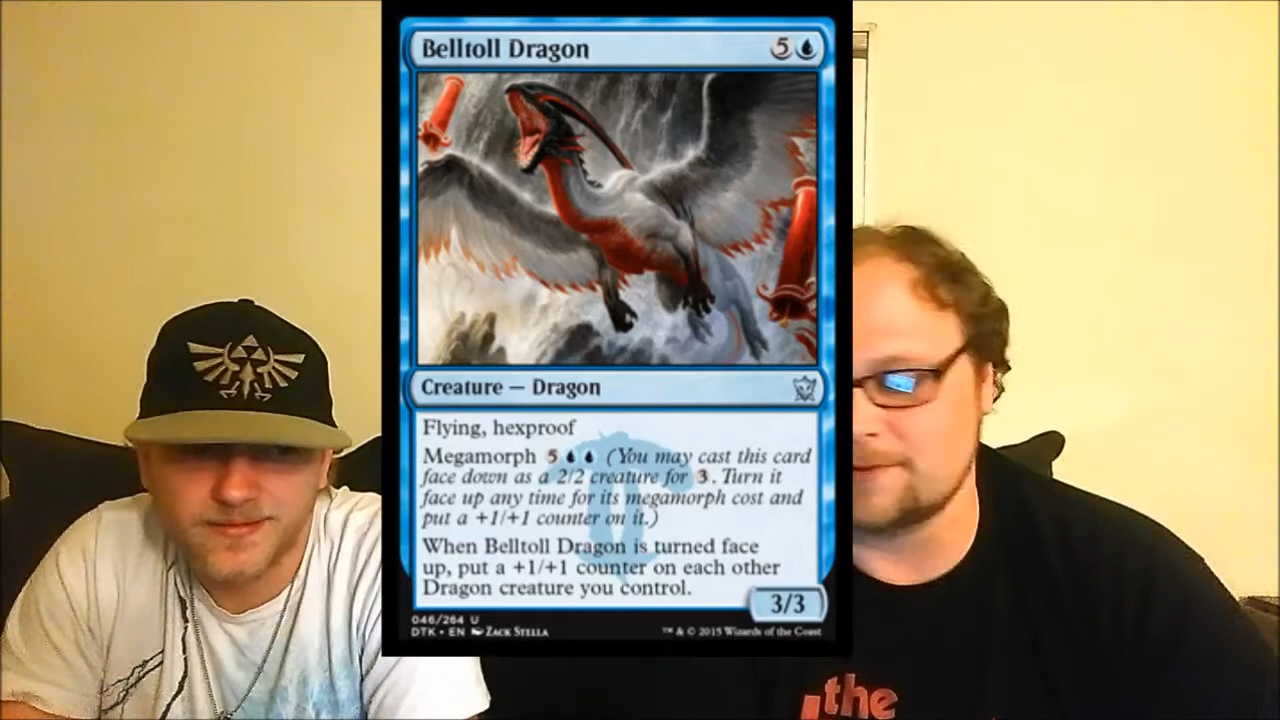 Belltoll Dragon 5
Creature — Dragon
Flying, hexproof
Megamorph 5 (You may cast this card
face down as a 2/2 creature for 3. Turn it
face up any time for its megamorph cost and
put a +1/+1 counter on it.)
When Belltoll Dragon is turned face
up, put a +1/+1 counter on each other
Dragon creature you control.
3/3
046/264 U
DTK • EN Zack Stella ™ & © 2015 Wizards of the Coast
the